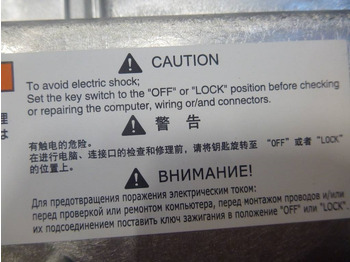 CAUTION
To avoid electric shock;
Set the key switch to the "OFF" or "LOCK" position before checking
or repairing the computer, wiring or/and connectors.
理
は
警 告
有触电的危险。
在进行电脑、连接口的检查和修理前，请将钥匙旋转至 "OFF" 或者 "LOCK"
的位置上。
ВНИМАНИЕ!
Для предотвращения поражения электрическим током:
перед проверкой или ремонтом компьютера, перед монтажом проводов и/или
их подсоединением поставьте ключ зажигания в положение "OFF" или "LOCK"